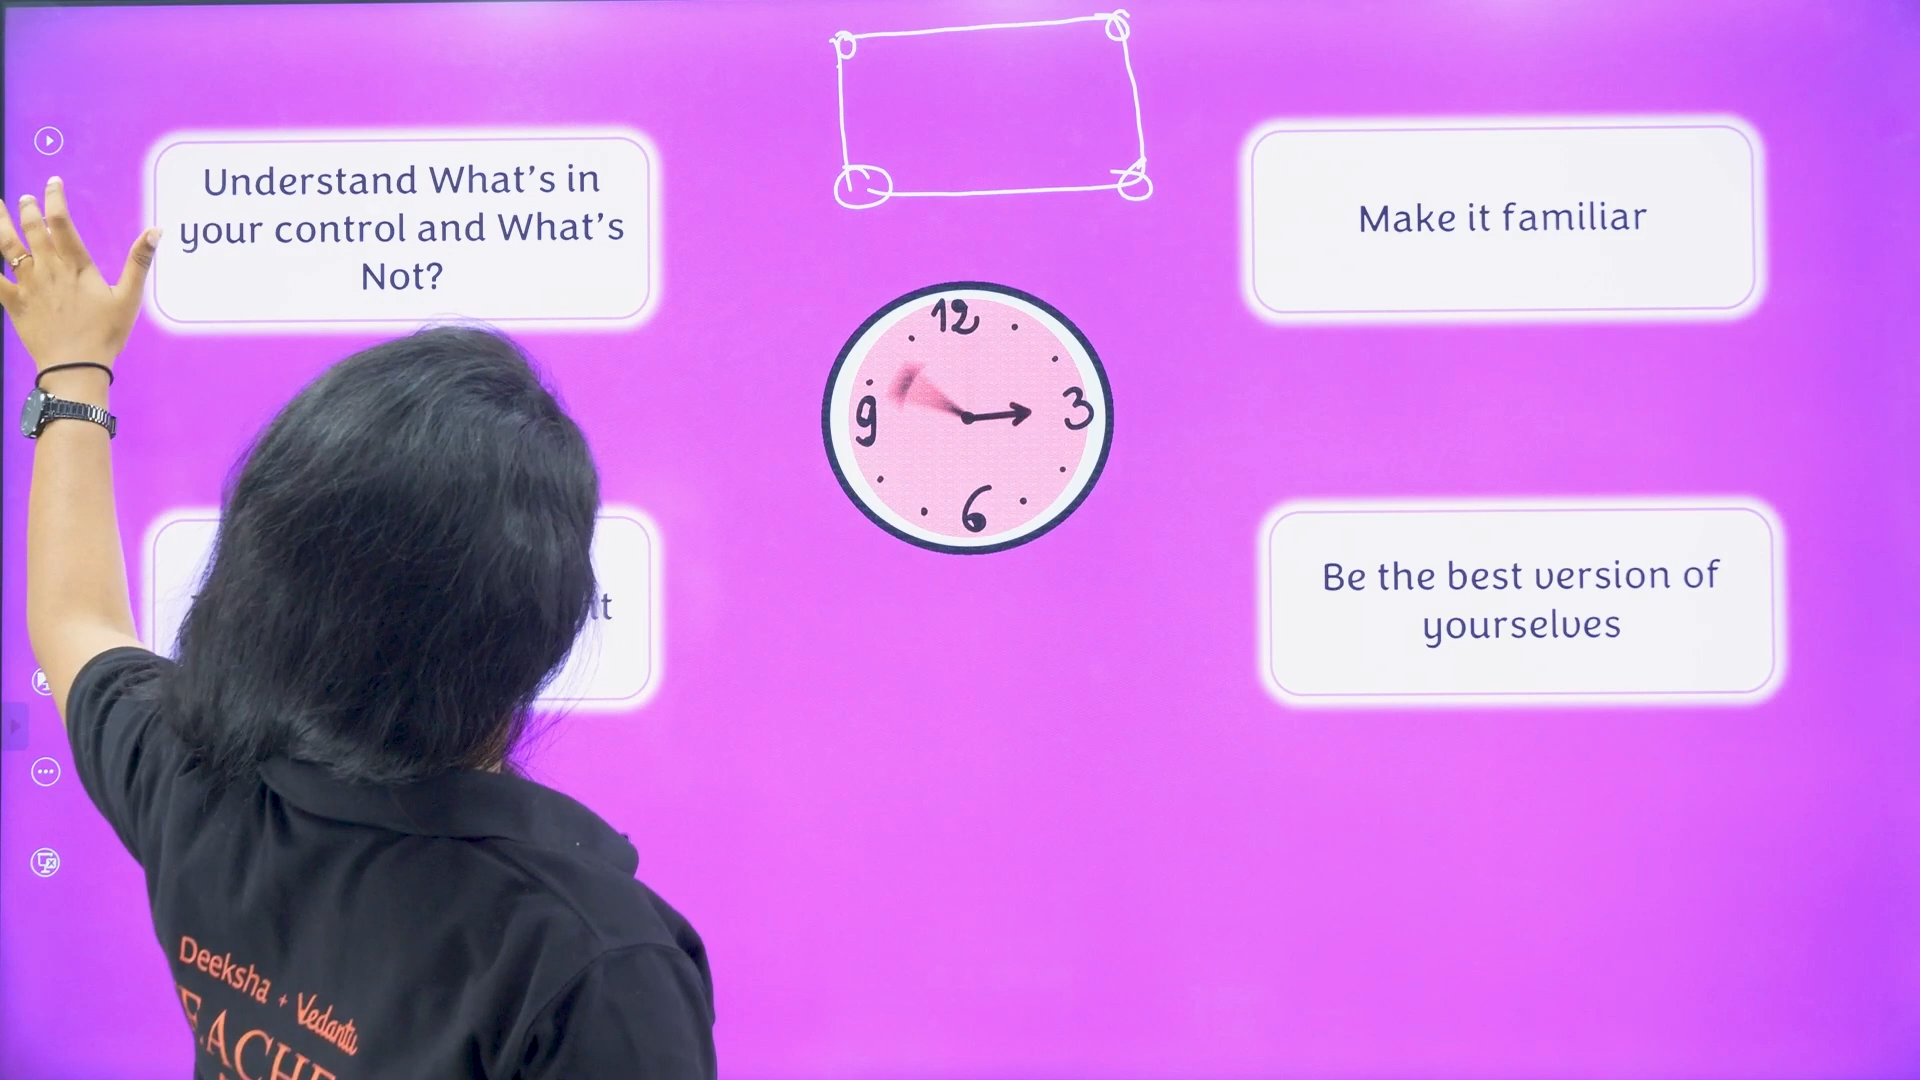 Understand What's in
your control and What's
Not?
Make it familiar
12
9
3
6
Be the best version of
yourselves
Deeksha + Vedantu